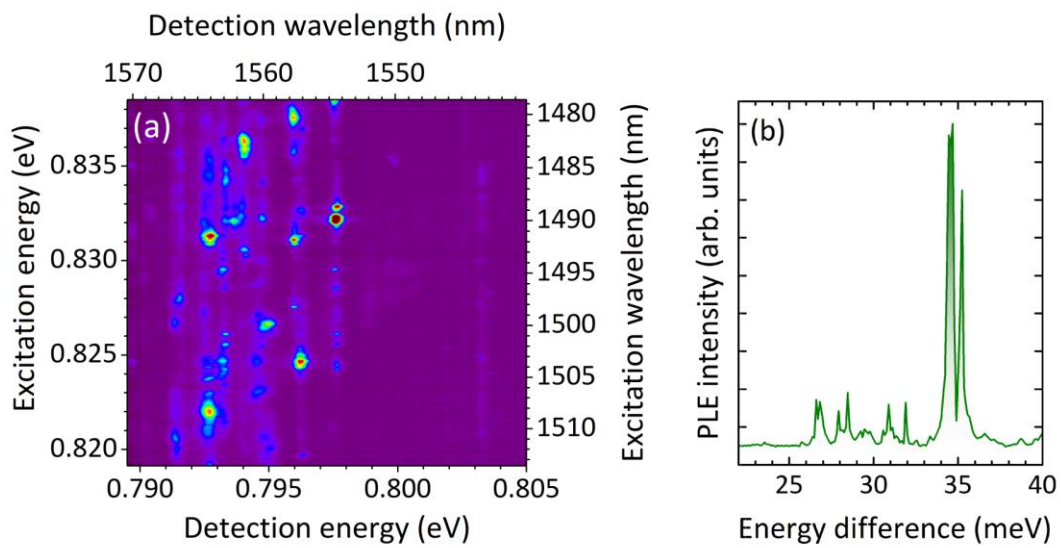 Detection wavelength (nm)
1570 1560 1550
(a)
Excitation energy (eV)
0.835
0.830
0.825
0.820
1480
1485
1490
1495
1500
1505
1510
Excitation wavelength (nm)
0.790 0.795 0.800 0.805
Detection energy (eV)
(b)
PLE intensity (arb. units)
25 30 35 40
Energy difference (meV)